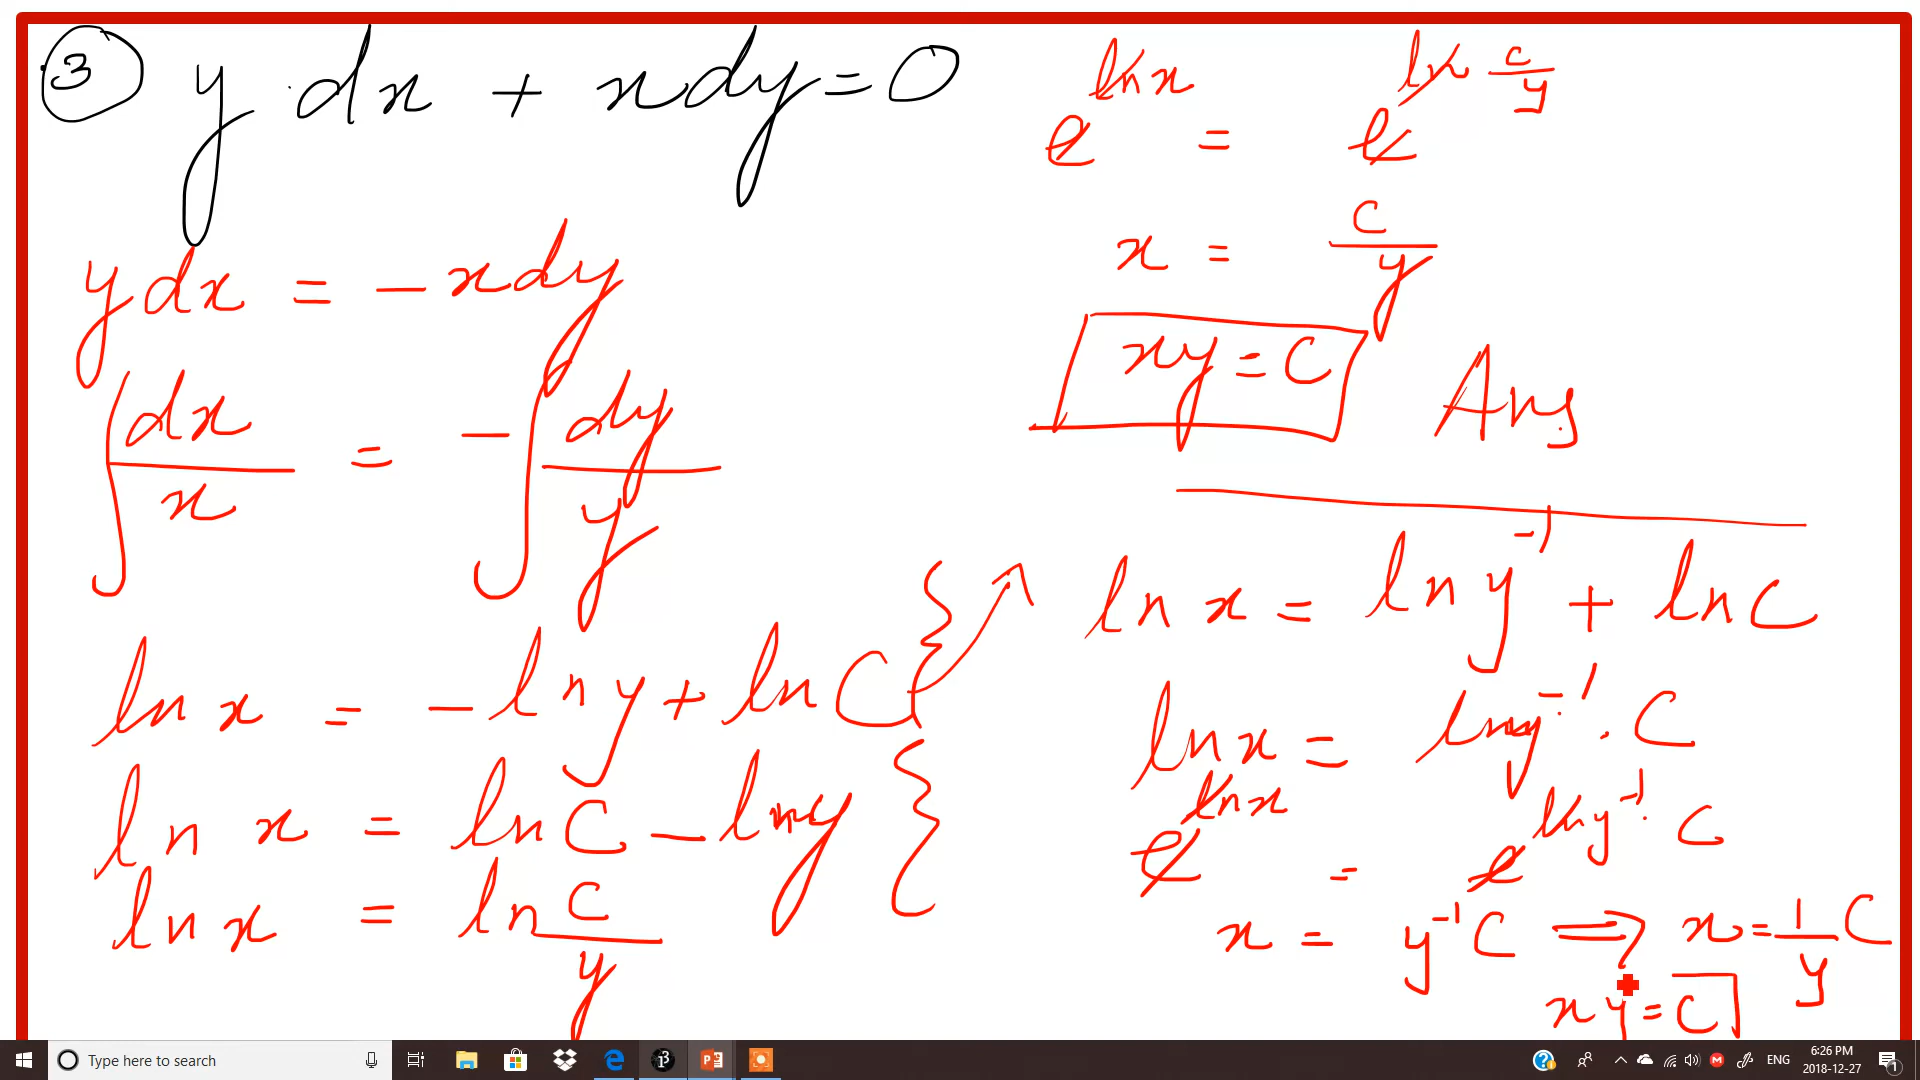 ③ y dx + x dy = 0
y dx = - x dy
∫ dx/x = - ∫ dy/y
ln x = - ln y + ln C
ln x = ln C - ln y
ln x = ln C/y
e^(ln x) = e^(ln C/y)
x = C/y
xy = C Ans
ln x = ln y^-1 + ln C
ln x = ln y^-1 . C
e^(ln x) = e^(ln y^-1 . C)
x = y^-1 C ⇒ x = 1/y C
xy = C
Type here to search
ENG
6:26 PM
2018-12-27
1